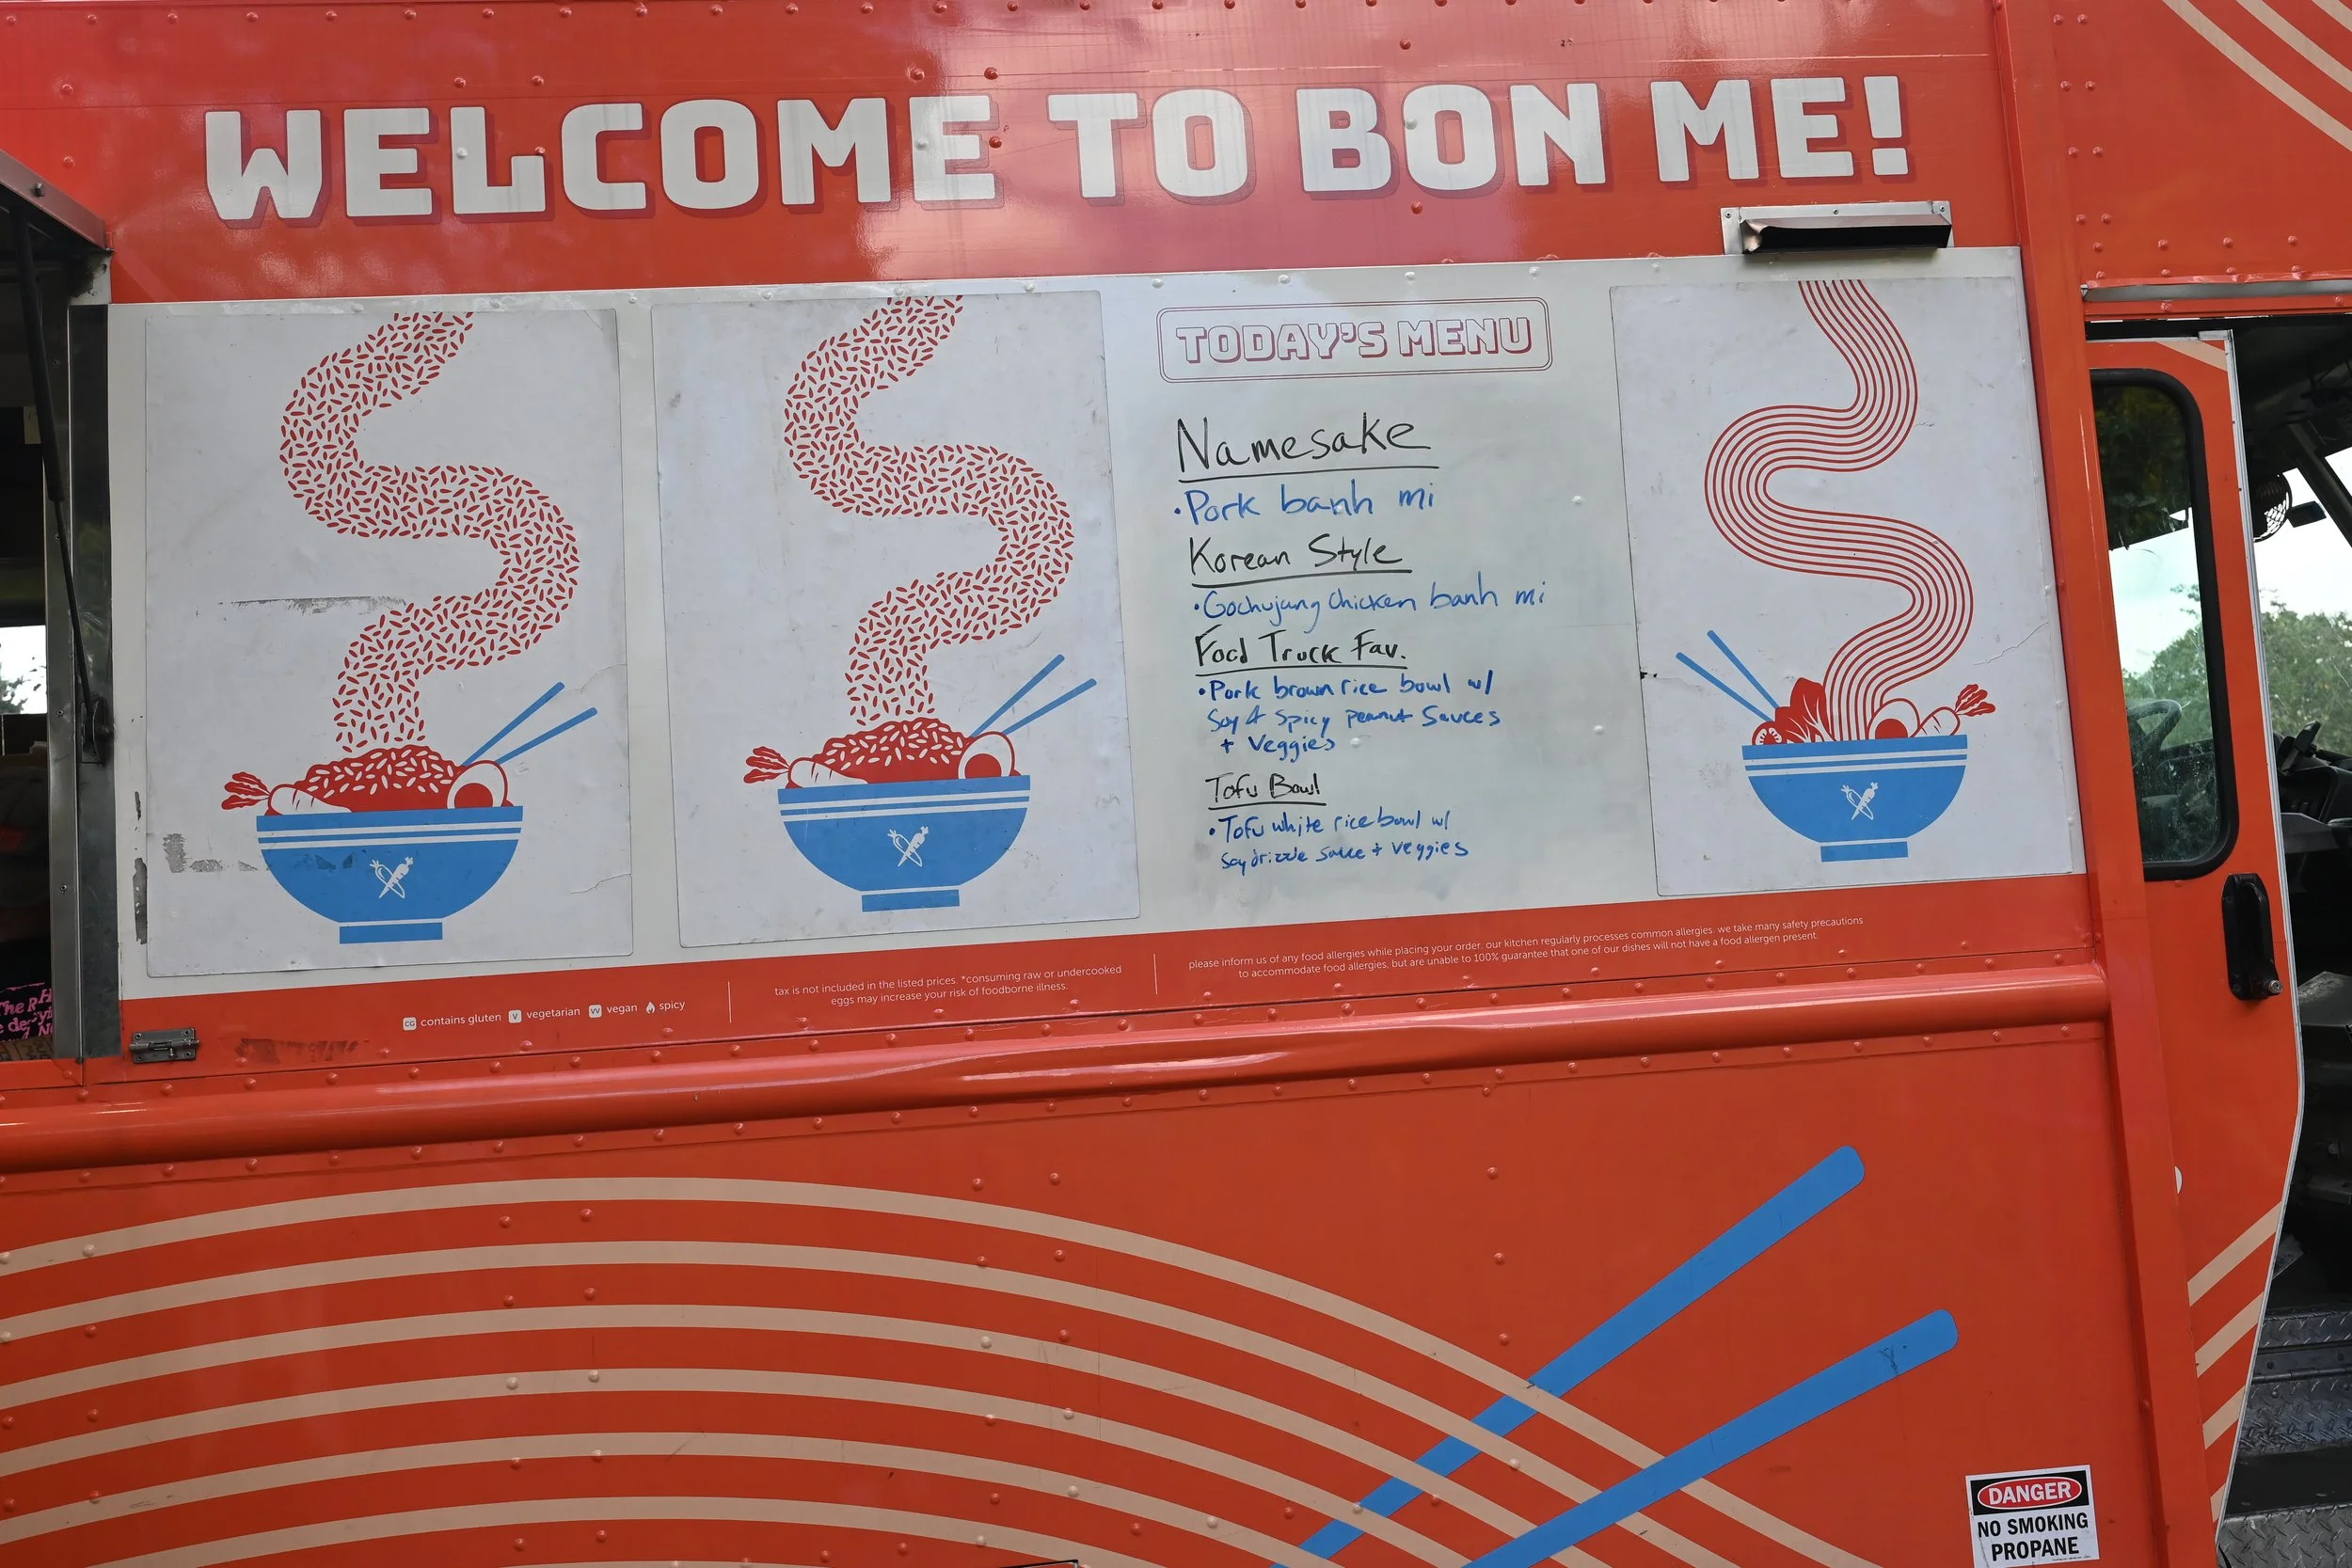 WELCOME TO BON ME!
TODAY'S MENU
Namesake
• Pork banh mi
Korean Style
• Gochujang chicken banh mi
Food Truck Fav.
• Pork brown rice bowl w/
Soy & Spicy peanut Sauces
+ Veggies
Tofu Bowl
• Tofu white rice bowl w/
Soy drizzle sauce + veggies
CG contains gluten V vegetarian VV vegan spicy
tax is not included in the listed prices. *consuming raw or undercooked
eggs may increase your risk of foodborne illness.
please inform us of any food allergies while placing your order. our kitchen regularly processes common allergies. we take many safety precautions
to accommodate food allergies, but are unable to 100% guarantee that one of our dishes will not have a food allergen present.
The R
DANGER
NO SMOKING
PROPANE